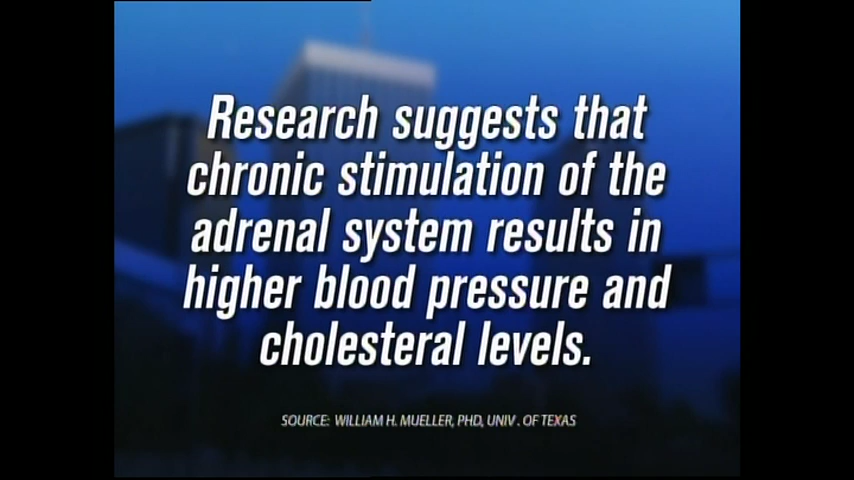 Research suggests that
chronic stimulation of the
adrenal system results in
higher blood pressure and
cholesteral levels.
SOURCE: WILLIAM H. MUELLER, PHD, UNIV . OF TEXAS